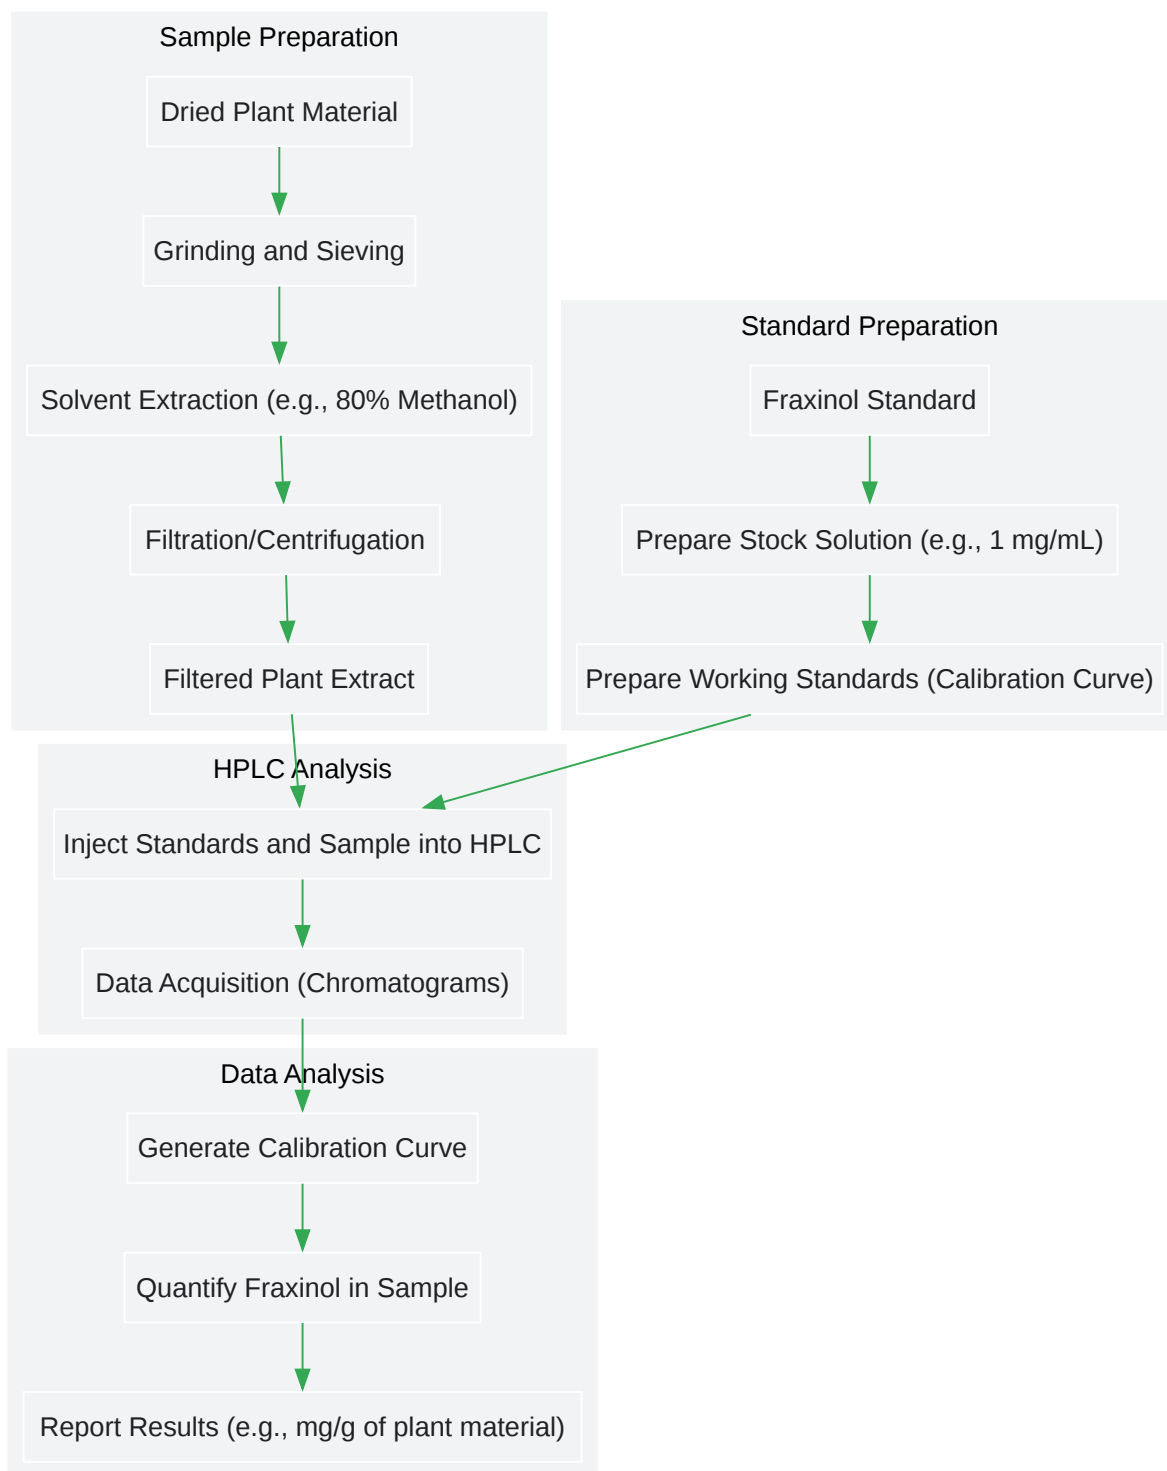 Sample Preparation
Dried Plant Material
Grinding and Sieving
Solvent Extraction (e.g., 80% Methanol)
Filtration/Centrifugation
Filtered Plant Extract
Standard Preparation
Fraxinol Standard
Prepare Stock Solution (e.g., 1 mg/mL)
Prepare Working Standards (Calibration Curve)
HPLC Analysis
Inject Standards and Sample into HPLC
Data Acquisition (Chromatograms)
Data Analysis
Generate Calibration Curve
Quantify Fraxinol in Sample
Report Results (e.g., mg/g of plant material)